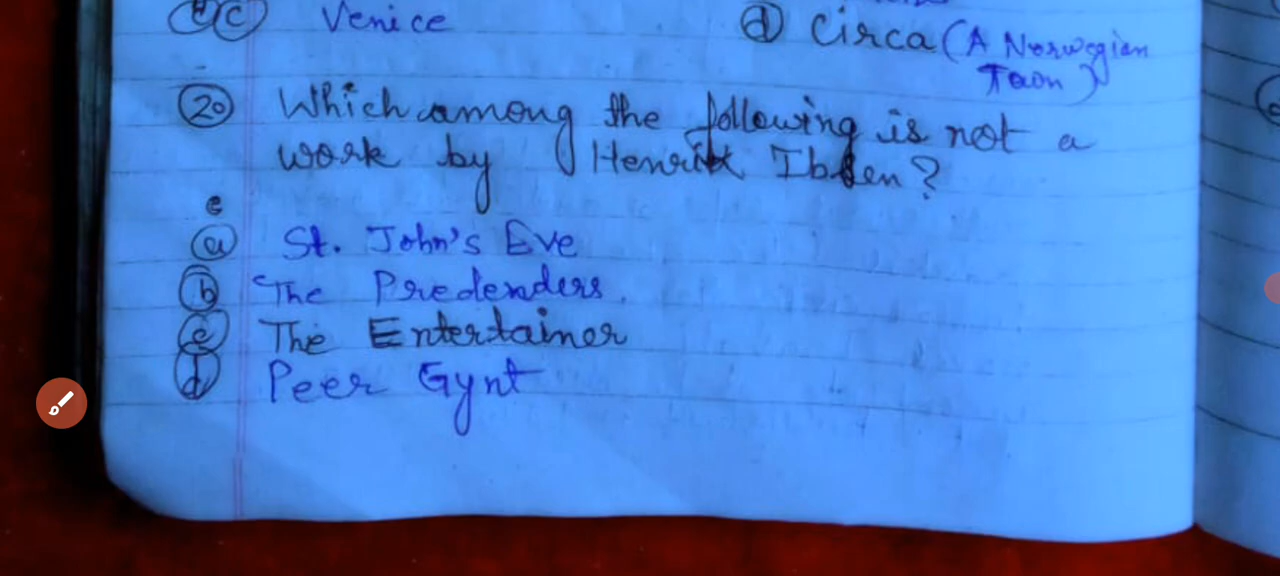 C Venice
d Circa (A Norwegian
Town)
20 Which among the following is not a
work by Henrik Ibsen?
e
a St. John's Eve
b The Predenders.
c The Entertainer
d Peer Gynt